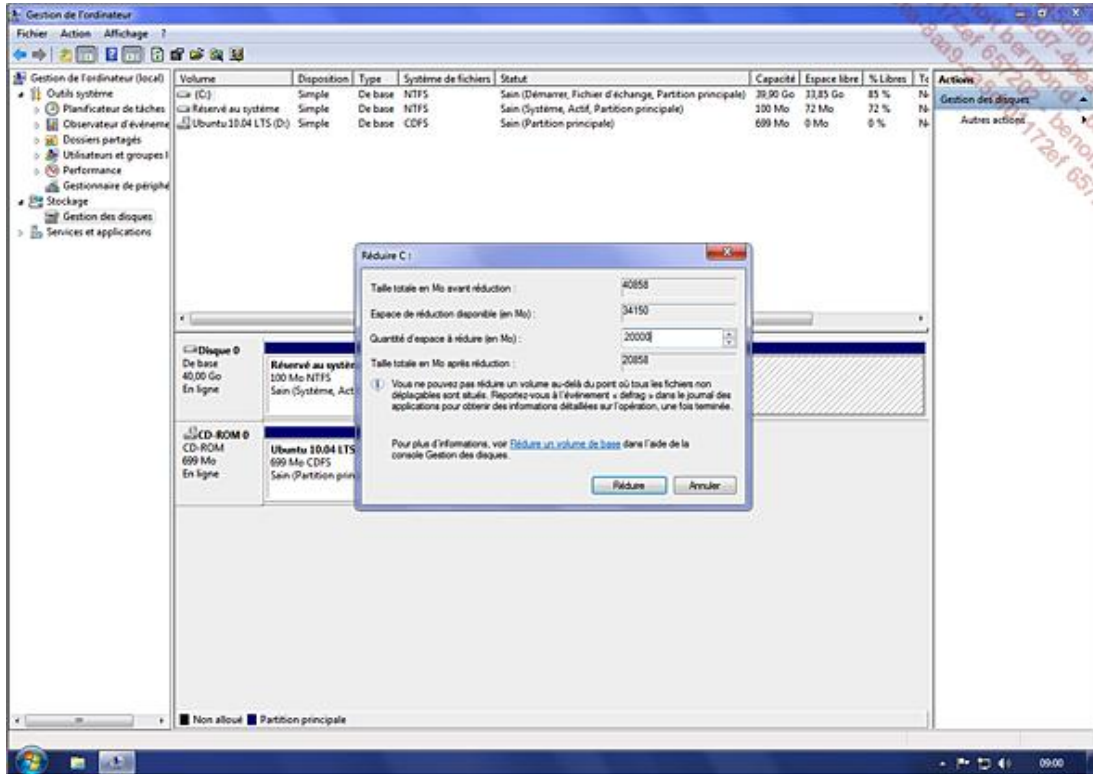 Gestion de l'ordinateur
Fichier Action Affichage ?
Gestion de l'ordinateur (local)
Outils système
Planificateur de tâches
Observateur d'événeme
Dossiers partagés
Utilisateurs et groupes l
Performance
Gestionnaire de périphé
Stockage
Gestion des disques
Services et applications
Volume Disposition Type Système de fichiers Statut Capacité Espace libre % Libres
(C:) Simple De base NTFS Sain (Démarrer, Fichier d'échange, Partition principale) 39,90 Go 33,85 Go 85 %
Réservé au système Simple De base NTFS Sain (Système, Actif, Partition principale) 100 Mo 72 Mo 72 %
Ubuntu 10.04 LTS (D:) Simple De base CDFS Sain (Partition principale) 699 Mo 0 Mo 0 %
Actions
Gestion des disques
Autres actions
Réduire C :
Taille totale en Mo avant réduction : 40858
Espace de réduction disponible (en Mo) : 34150
Quantité d'espace à réduire (en Mo) : 20000
Taille totale en Mo après réduction : 20858
Vous ne pouvez pas réduire un volume au-delà du point où tous les fichiers non
déplaçables sont situés. Reportez-vous à l'événement « defrag » dans le journal des
applications pour obtenir des informations détaillées sur l'opération, une fois terminée.
Pour plus d'informations, voir Réduire un volume de base dans l'aide de la
console Gestion des disques.
Réduire Annuler
Disque 0
De base
40,00 Go
En ligne
Réservé au systèm
100 Mo NTFS
Sain (Système, Act
CD-ROM 0
CD-ROM
699 Mo
En ligne
Ubuntu 10.04 LTS
699 Mo CDFS
Sain (Partition prin
Non alloué Partition principale
09:00